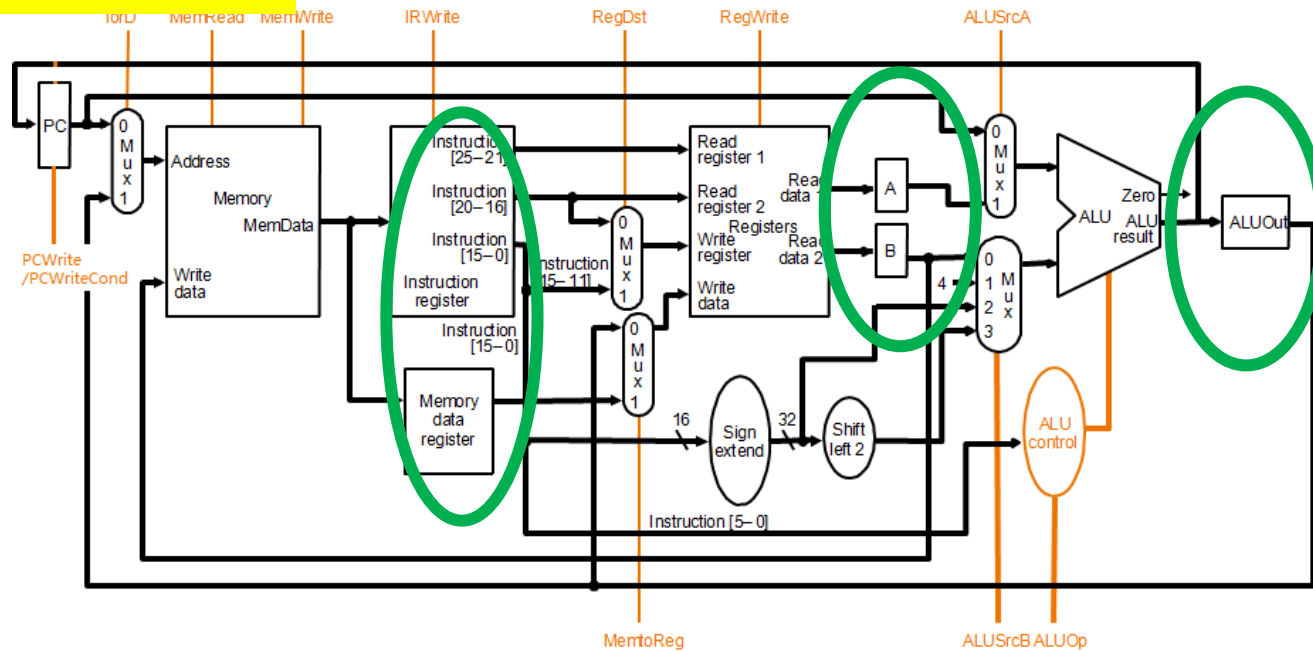 IorD
MemRead
MemWrite
IRWrite
RegDst
RegWrite
ALUSrcA
PC
0
M
u
x
1
Address
Memory
MemData
Write
data
PCWrite
/PCWriteCond
Instruction
[25–21]
Instruction
[20–16]
Instruction
[15–0]
Instruction
register
Instruction
[15–0]
Memory
data
register
Instruction
[15–11]
0
M
u
x
1
0
M
u
x
1
Read
register 1
Read
register 2
Registers
Write
register
Write
data
Read
data 1
Read
data 2
A
B
4
0
M
u
x
1
0
1
2
3
Mux
Zero
ALU
ALU
result
ALUOut
16
Sign
extend
32
Shift
left 2
ALU
control
Instruction [5–0]
MemtoReg
ALUSrcB
ALUOp